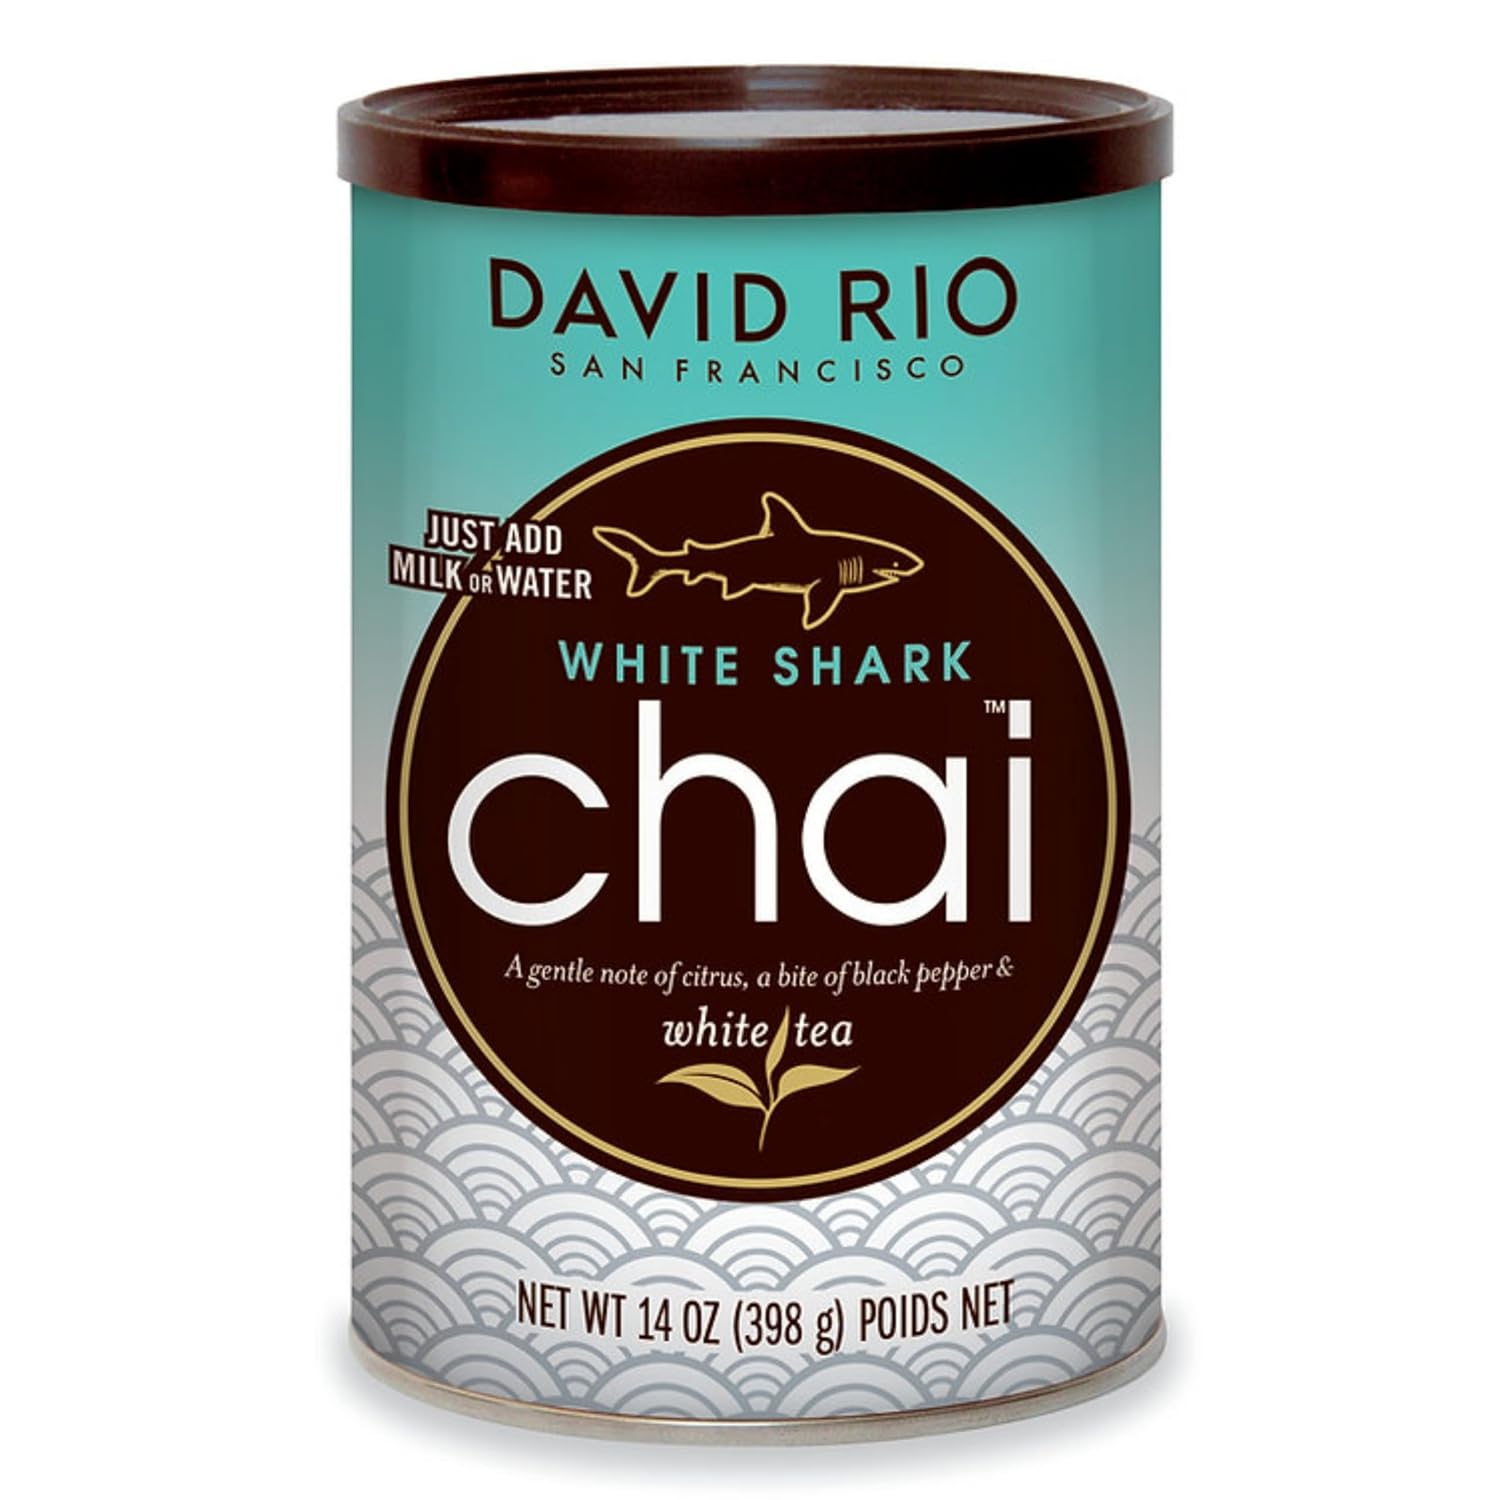 DAVID RIO
SAN FRANCISCO
JUST ADD
MILK OR WATER
WHITE SHARK
chai™
A gentle note of citrus, a bite of black pepper &
white tea
NET WT 14 OZ (398 g) POIDS NET